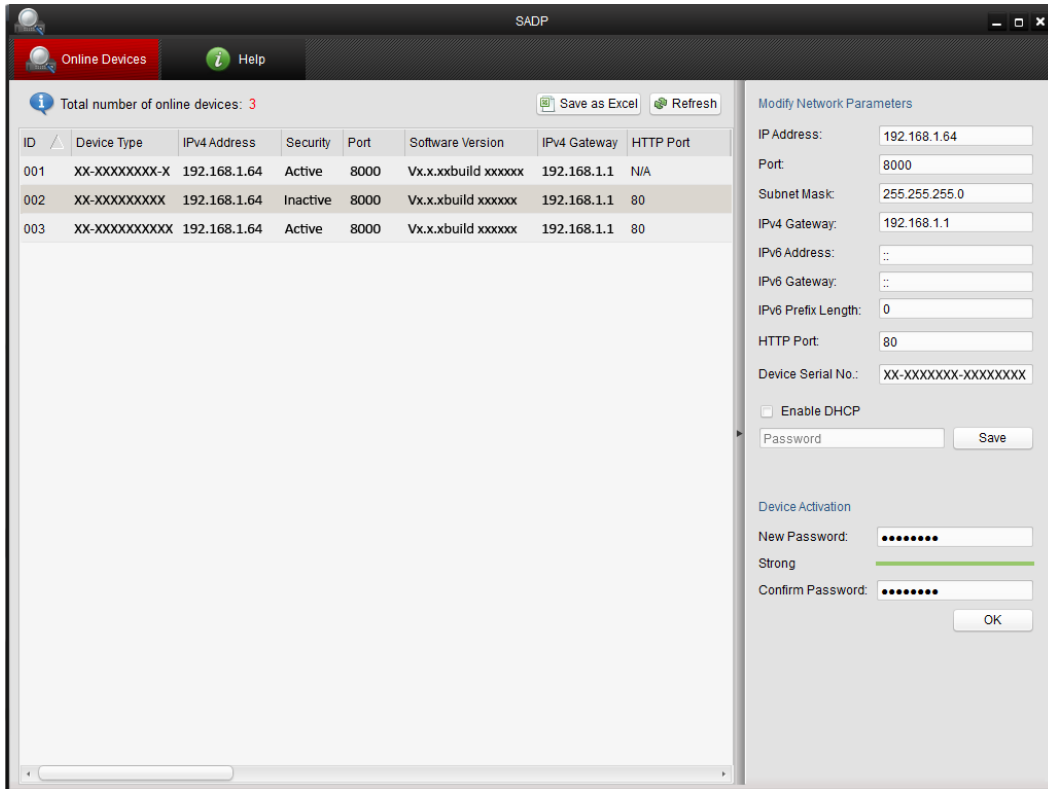 SADP
Online Devices
Help
Total number of online devices: 3
Save as Excel
Refresh
ID Device Type IPv4 Address Security Port Software Version IPv4 Gateway HTTP Port
001 XX-XXXXXXXX-X 192.168.1.64 Active 8000 Vx.x.xxbuild xxxxxx 192.168.1.1 N/A
002 XX-XXXXXXXXX 192.168.1.64 Inactive 8000 Vx.x.xbuild xxxxxx 192.168.1.1 80
003 XX-XXXXXXXXXX 192.168.1.64 Active 8000 Vx.x.xbuild xxxxxx 192.168.1.1 80
Modify Network Parameters
IP Address: 192.168.1.64
Port: 8000
Subnet Mask: 255.255.255.0
IPv4 Gateway: 192.168.1.1
IPv6 Address: ::
IPv6 Gateway: ::
IPv6 Prefix Length: 0
HTTP Port: 80
Device Serial No.: XX-XXXXXXX-XXXXXXXX
Enable DHCP
Password Save
Device Activation
New Password: ●●●●●●●●
Strong
Confirm Password: ●●●●●●●●
OK